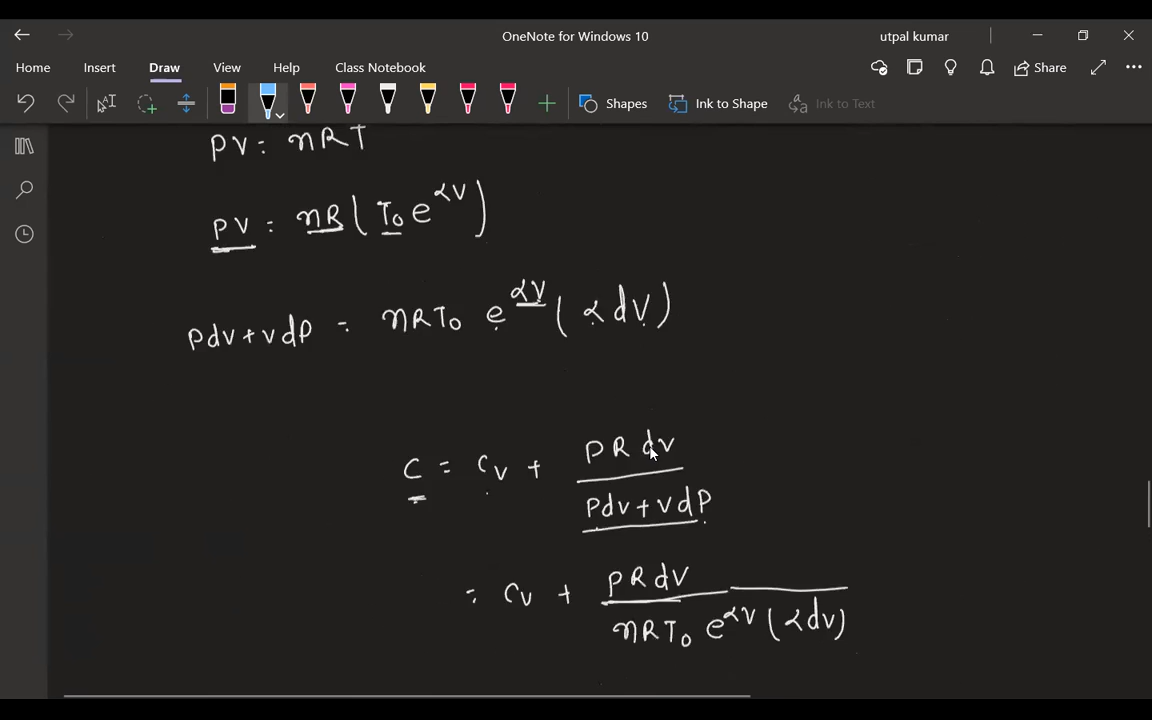 OneNote for Windows 10
utpal kumar
Home Insert Draw View Help Class Notebook
Share
Shapes Ink to Shape Ink to Text
PV = nRT
PV = nR(T₀e^αV)
Pdv+vdP = nRT₀ e^αV (αdV)
C = Cv + PRdv / Pdv+vdP
= Cv + PRdV / nRT₀ e^αV (αdv)